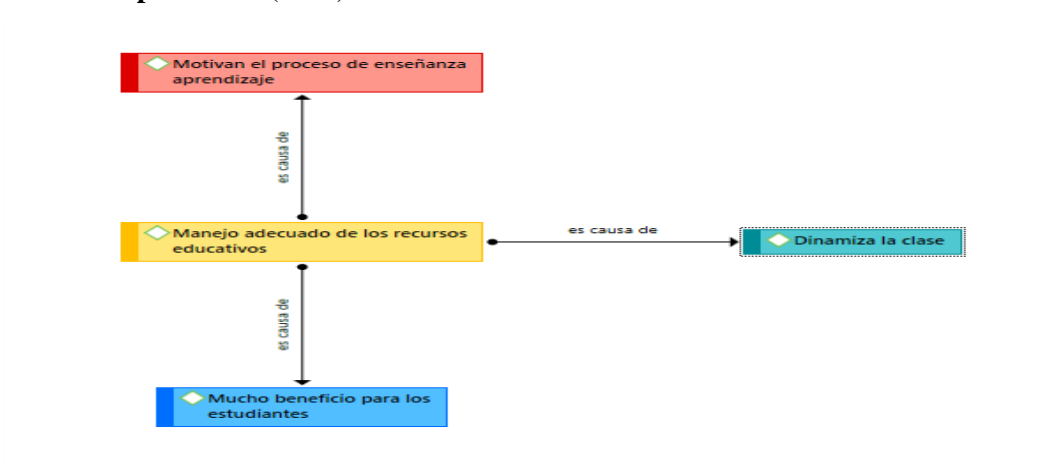 Motivan el proceso de enseñanza
aprendizaje
es causa de
Manejo adecuado de los recursos
educativos
es causa de
Dinamiza la clase
es causa de
Mucho beneficio para los
estudiantes